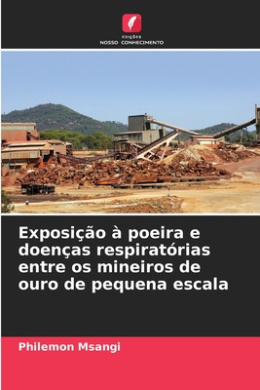 edições
NOSSO CONHECIMENTO
Exposição à poeira e
doenças respiratórias
entre os mineiros de
ouro de pequena escala
Philemon Msangi